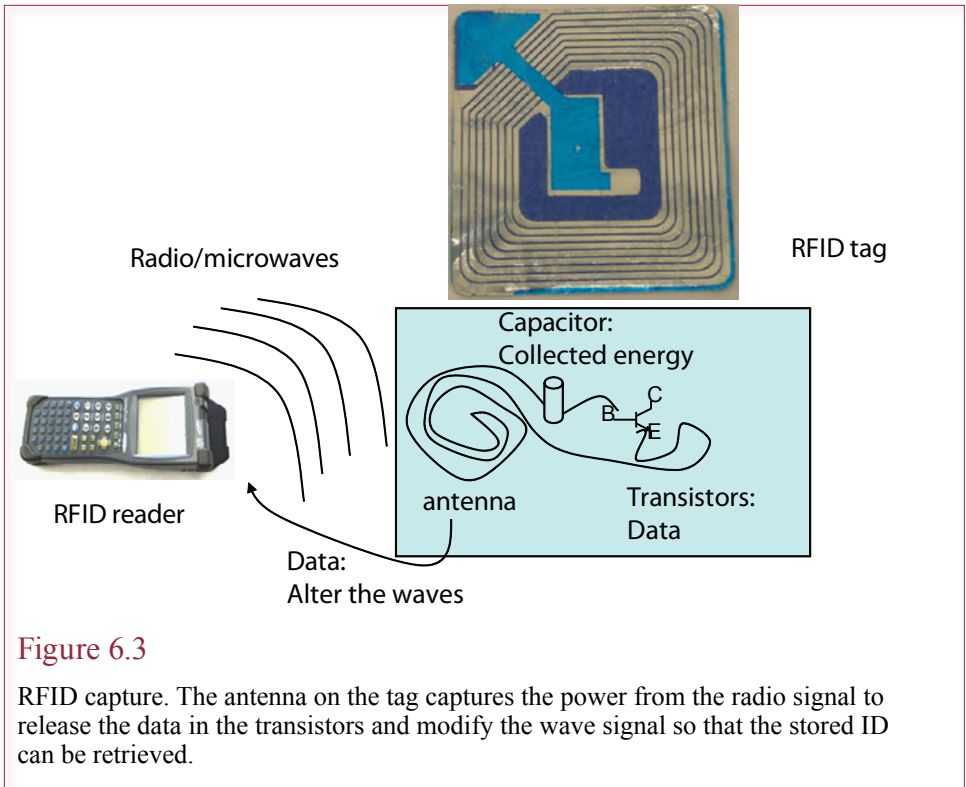 Radio/microwaves
RFID tag
Capacitor:
Collected energy
C
B
E
antenna
Transistors:
Data
RFID reader
Data:
Alter the waves
Figure 6.3
RFID capture. The antenna on the tag captures the power from the radio signal to
release the data in the transistors and modify the wave signal so that the stored ID
can be retrieved.